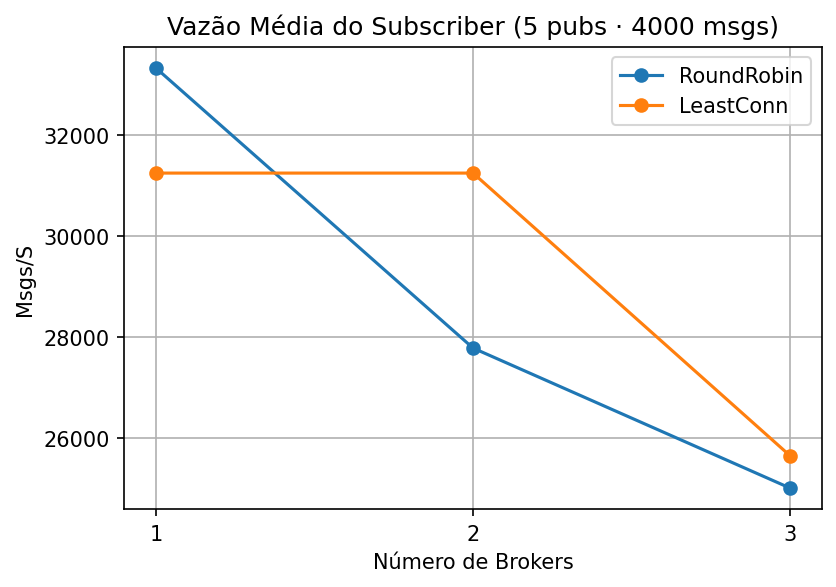 Vazão Média do Subscriber (5 pubs · 4000 msgs)
RoundRobin
LeastConn
32000
30000
28000
26000
Msgs/S
1
2
3
Número de Brokers